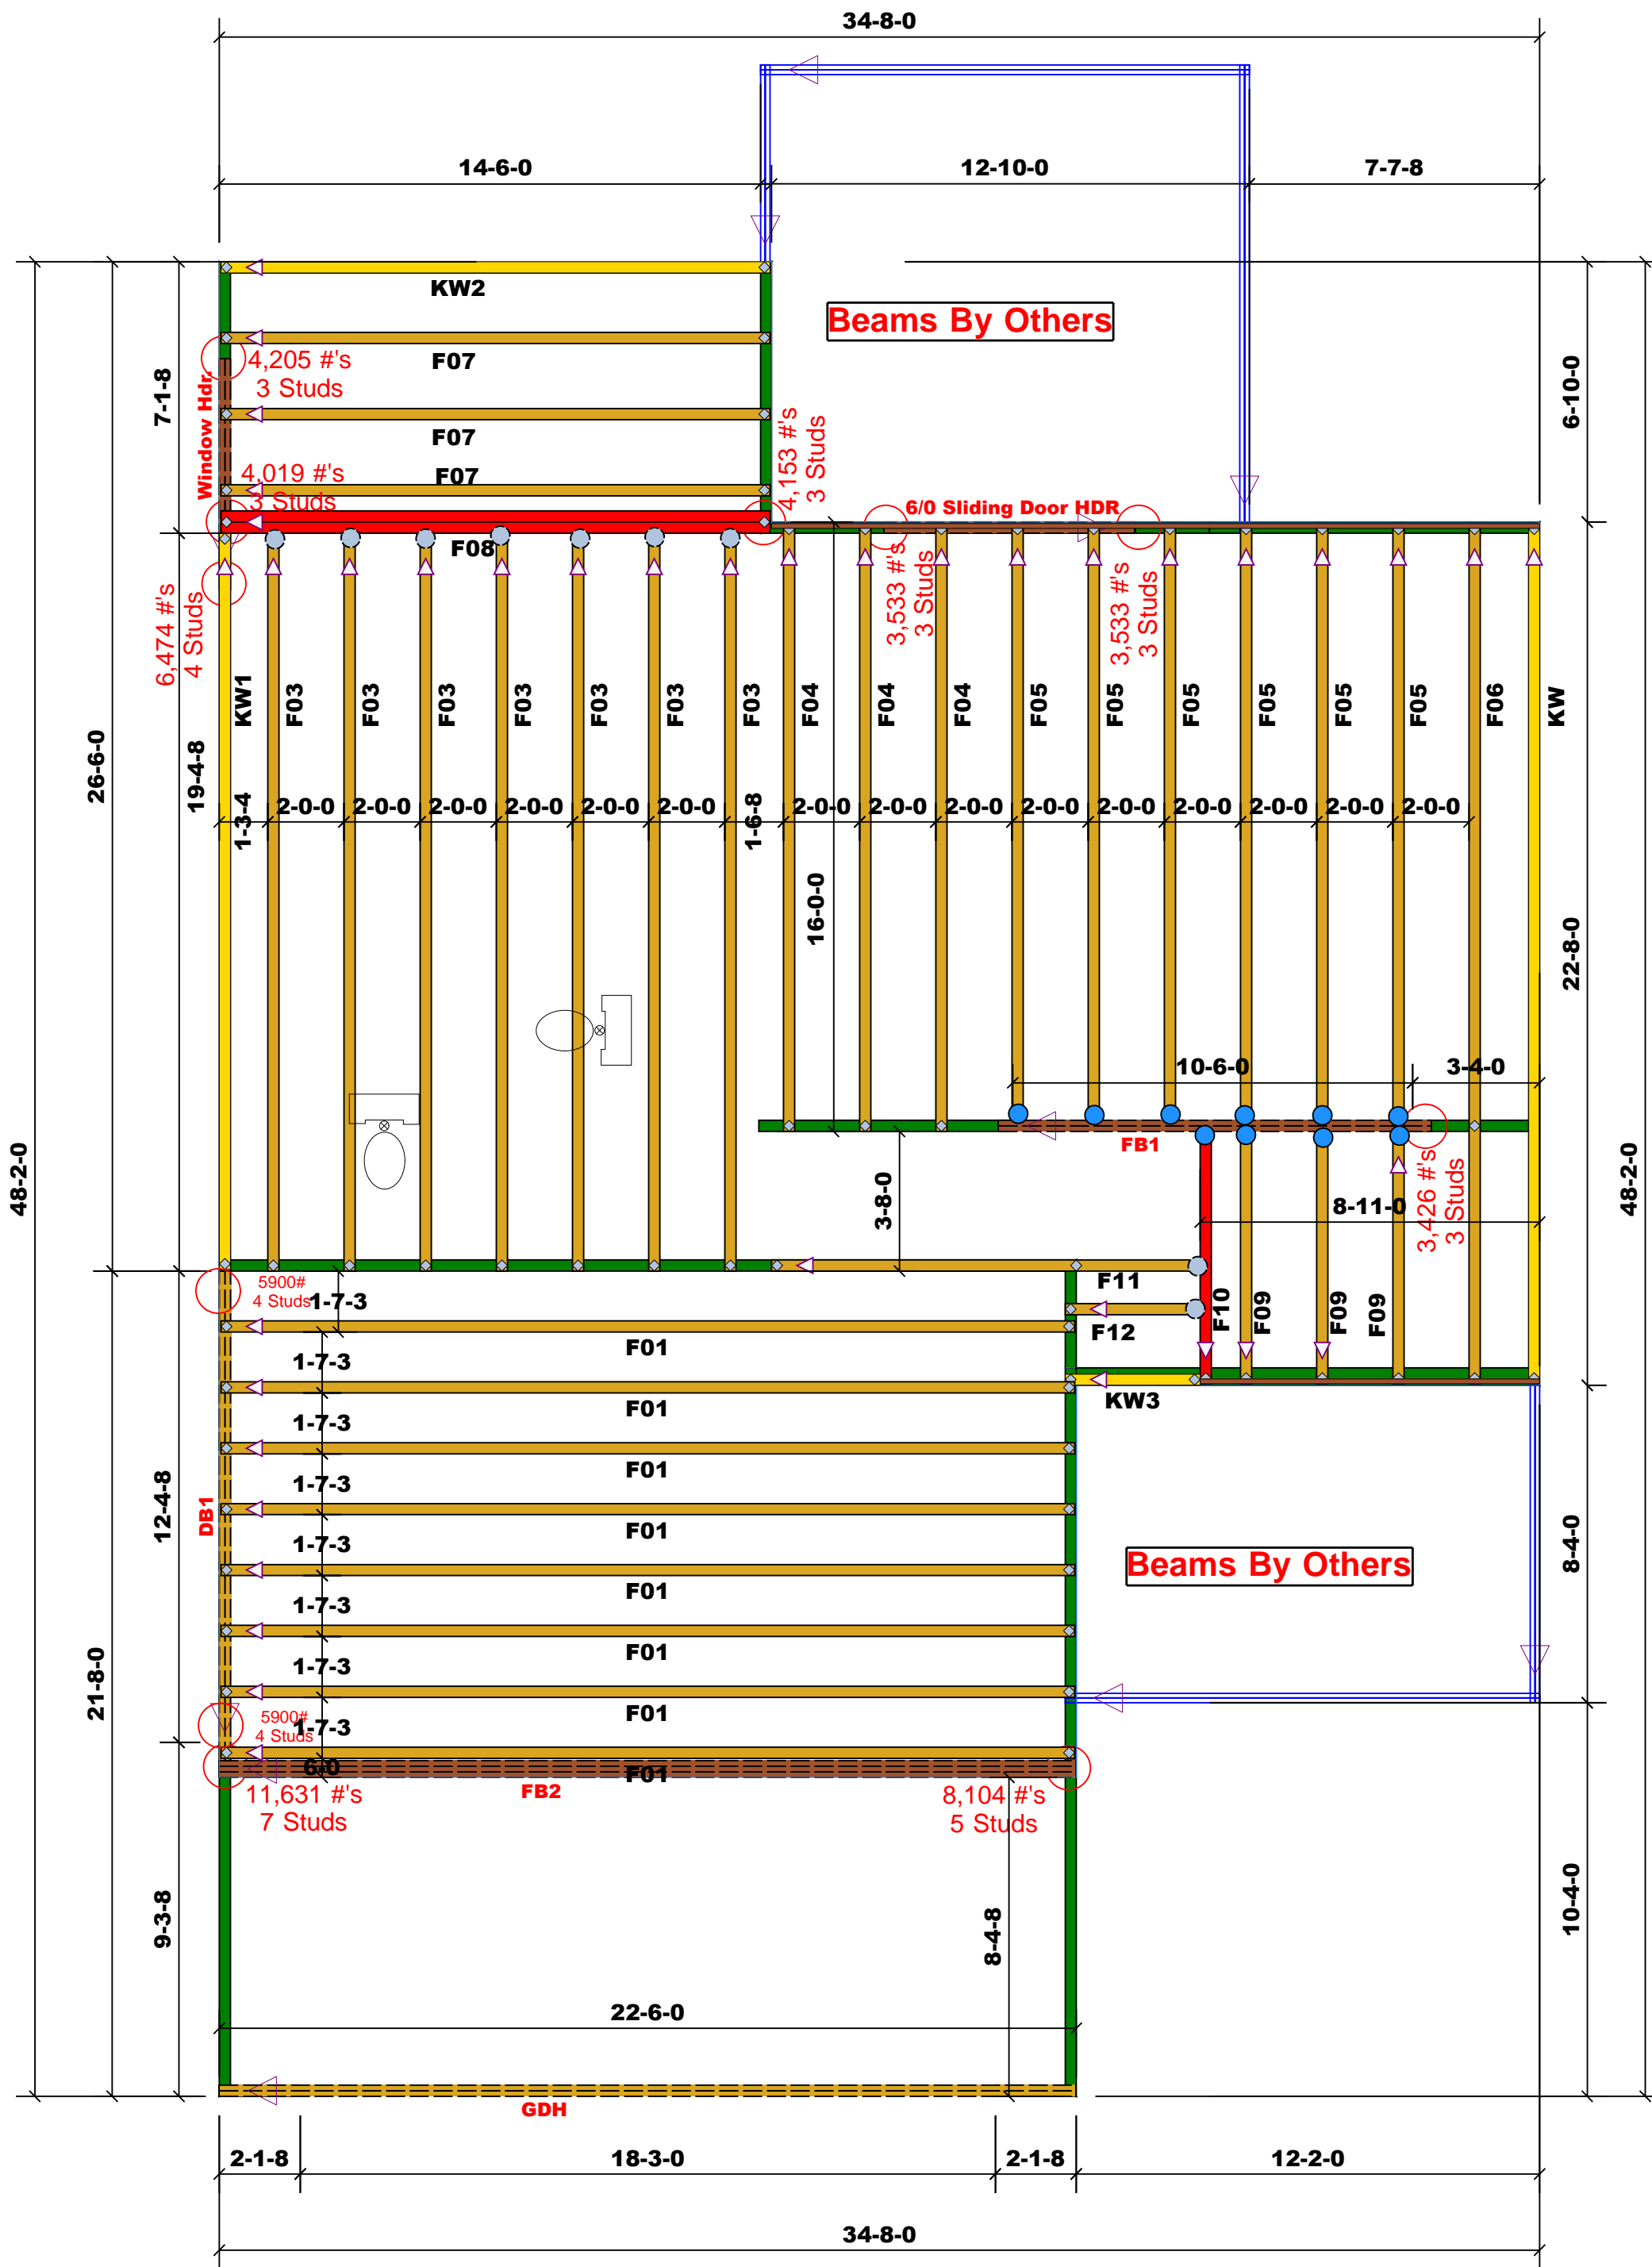 34-8-0
14-6-0
12-10-0
7-7-8
KW2
Beams By Others
F07
4,205 #'s
3 Studs
Window Hdr.
7-1-8
6-10-0
F07
F07
4,019 #'s
3 Studs
4,153 #'s
3 Studs
6/0 Sliding Door HDR
F08
3,533 #'s
3 Studs
3,533 #'s
3 Studs
6,474 #'s
4 Studs
KW1
F03
F03
F03
F03
F03
F03
F03
F04
F04
F04
F05
F05
F05
F05
F05
F05
F06
KW
26-6-0
19-4-8
1-3-4
2-0-0
2-0-0
2-0-0
2-0-0
2-0-0
2-0-0
1-6-8
2-0-0
2-0-0
2-0-0
2-0-0
2-0-0
2-0-0
2-0-0
2-0-0
2-0-0
16-0-0
22-8-0
10-6-0
3-4-0
48-2-0
48-2-0
FB1
3-8-0
3,426 #'s
3 Studs
8-11-0
5900#
4 Studs
1-7-3
F11
F12
F10
F09
F09
F09
F01
1-7-3
KW3
F01
1-7-3
F01
1-7-3
F01
1-7-3
F01
1-7-3
F01
1-7-3
F01
1-7-3
F01
DB1
12-4-8
Beams By Others
8-4-0
21-8-0
5900#
4 Studs
6-0
FB2
11,631 #'s
7 Studs
8,104 #'s
5 Studs
9-3-8
8-4-8
10-4-0
22-6-0
GDH
2-1-8
18-3-0
2-1-8
12-2-0
34-8-0